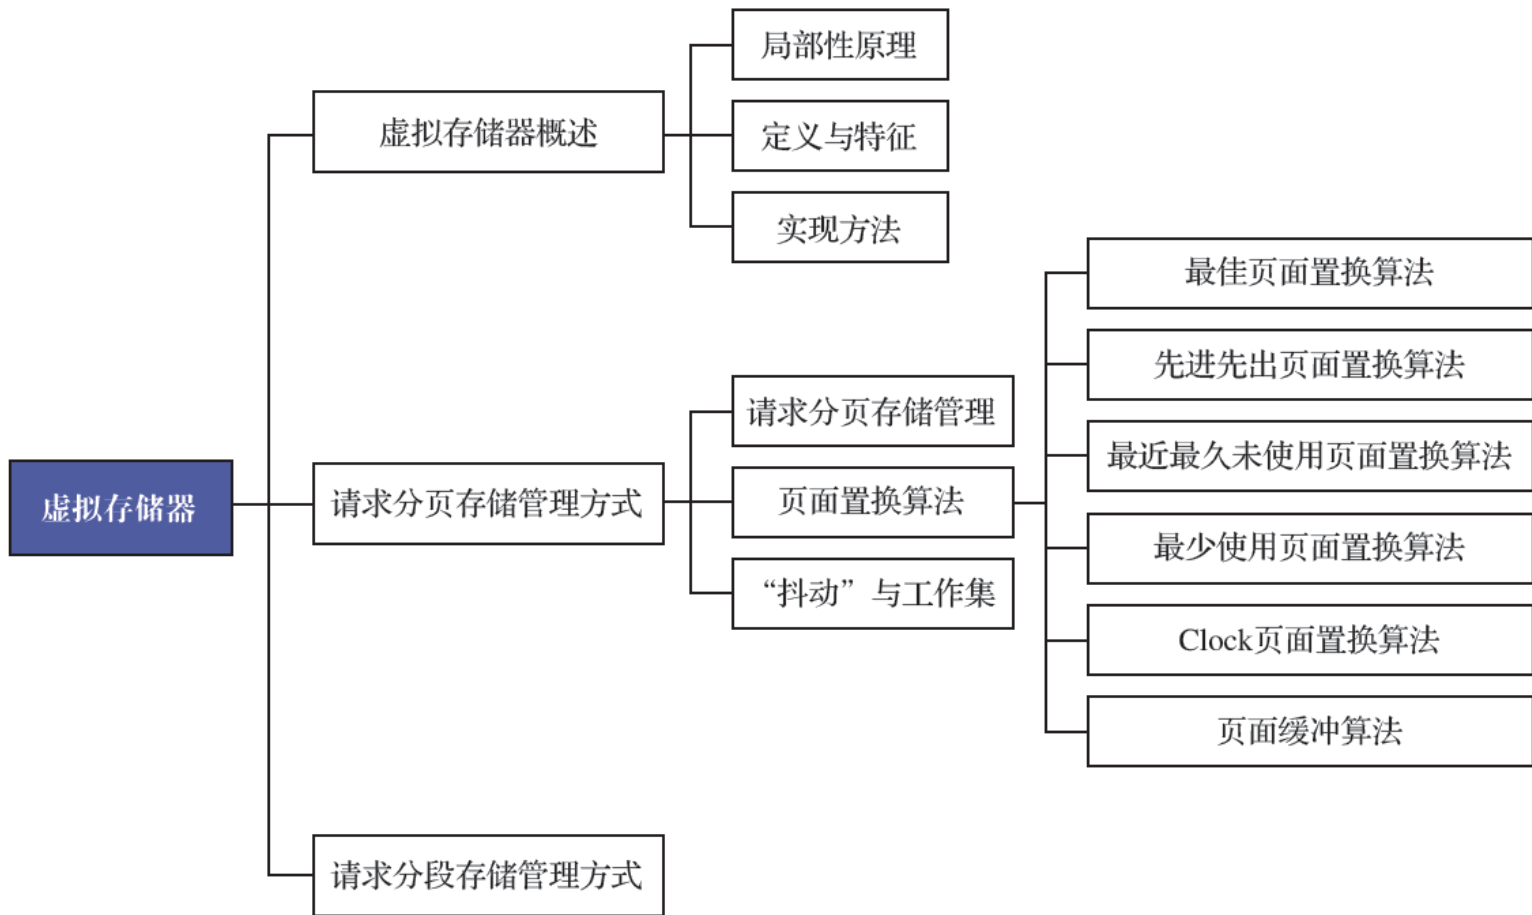 虚拟存储器
虚拟存储器概述
局部性原理
定义与特征
实现方法
请求分页存储管理方式
请求分页存储管理
页面置换算法
最佳页面置换算法
先进先出页面置换算法
最近最久未使用页面置换算法
最少使用页面置换算法
Clock页面置换算法
页面缓冲算法
“抖动”与工作集
请求分段存储管理方式